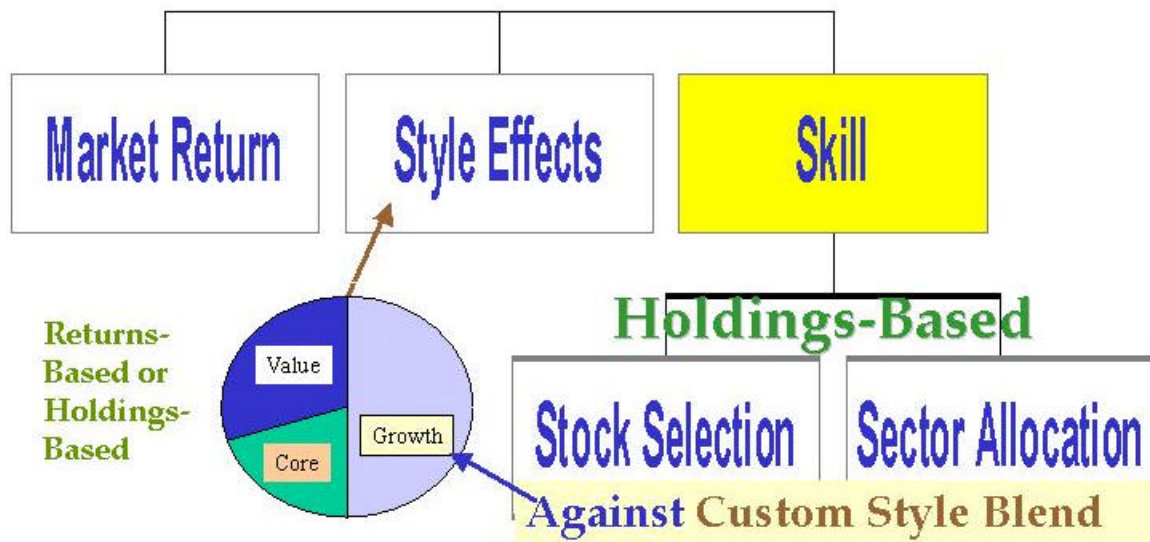 Market Return
Style Effects
Skill
Holdings-Based
Returns-
Based or
Holdings-
Based
Value
Core
Growth
Stock Selection
Sector Allocation
Against Custom Style Blend